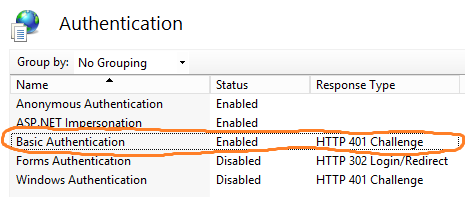 Authentication
Group by: No Grouping
Name Status Response Type
Anonymous Authentication Enabled
ASP.NET Impersonation Enabled
Basic Authentication Enabled HTTP 401 Challenge
Forms Authentication Disabled HTTP 302 Login/Redirect
Windows Authentication Disabled HTTP 401 Challenge